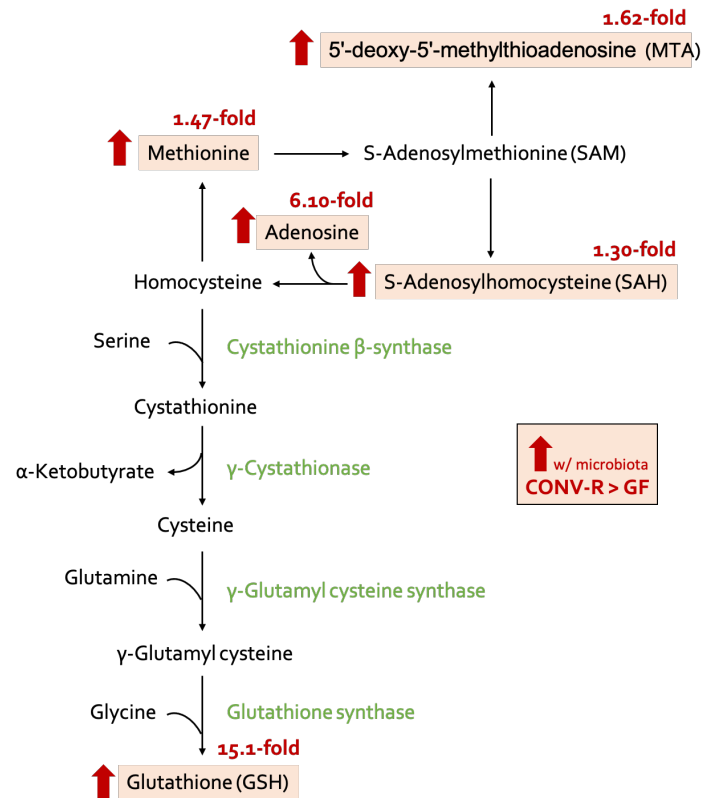 1.62-fold
5'-deoxy-5'-methylthioadenosine (MTA)
1.47-fold
Methionine
S-Adenosylmethionine (SAM)
6.10-fold
Adenosine
1.30-fold
Homocysteine
S-Adenosylhomocysteine (SAH)
Serine
Cystathionine β-synthase
Cystathionine
α-Ketobutyrate
γ-Cystathionase
w/ microbiota
CONV-R > GF
Cysteine
Glutamine
γ-Glutamyl cysteine synthase
γ-Glutamyl cysteine
Glycine
Glutathione synthase
15.1-fold
Glutathione (GSH)